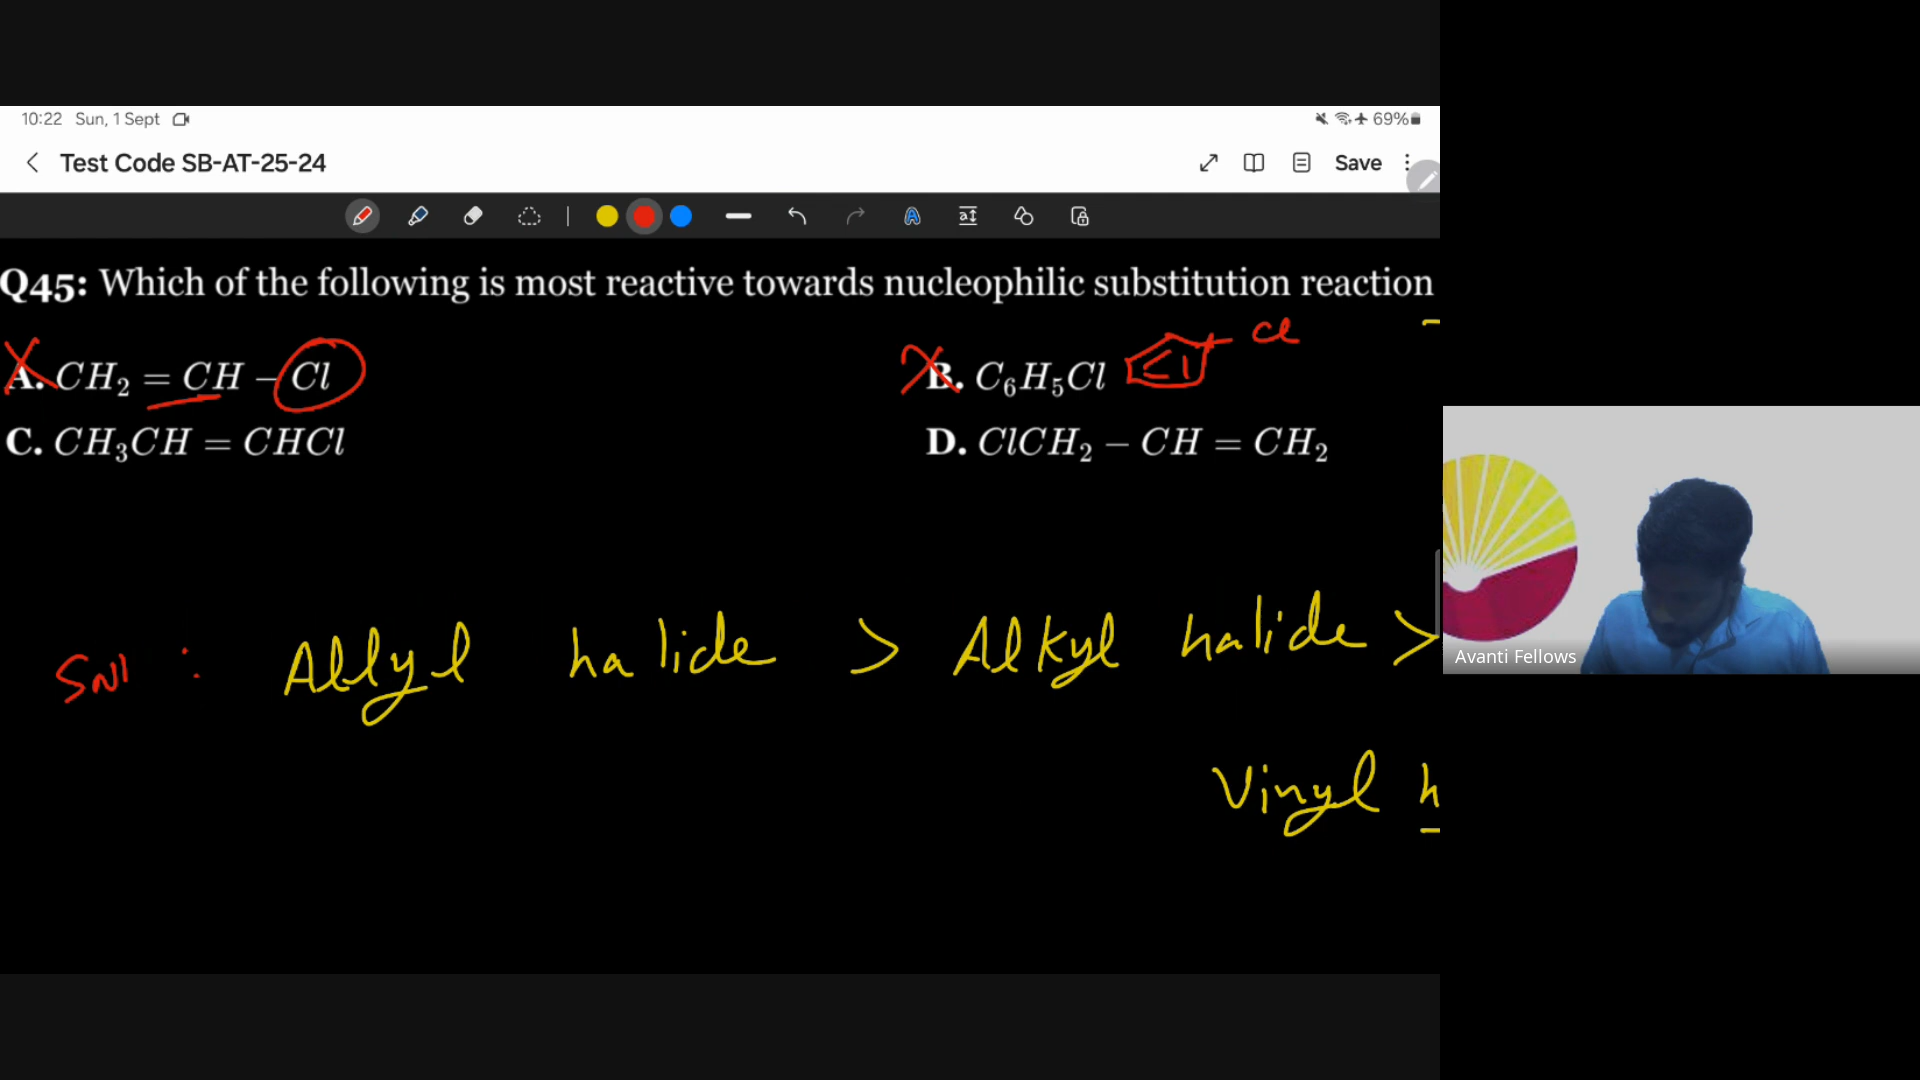 10:22 Sun, 1 Sept 69%
Test Code SB-AT-25-24 Save
Q45: Which of the following is most reactive towards nucleophilic substitution reaction
A. CH₂ = CH – Cl
B. C₆H₅Cl Cl
C. CH₃CH = CHCl
D. ClCH₂ – CH = CH₂
SN1 : Allyl halide > Alkyl halide >
Vinyl h
Avanti Fellows